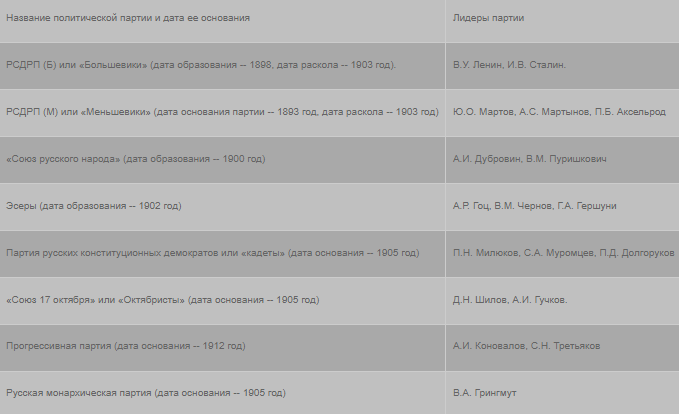 Название политической партии и дата ее основания
Лидеры партии
РСДРП (Б) или «Большевики» (дата образования -- 1898, дата раскола -- 1903 год).
В.У. Ленин, И.В. Сталин.
РСДРП (М) или «Меньшевики» (дата основания партии -- 1893 год, дата раскола -- 1903 год)
Ю.О. Мартов, А.С. Мартынов, П.Б. Аксельрод
«Союз русского народа» (дата образования -- 1900 год)
А.И. Дубровин, В.М. Пуришкович
Эсеры (дата образования -- 1902 год)
А.Р. Гоц, В.М. Чернов, Г.А. Гершуни
Партия русских конституционных демократов или «кадеты» (дата основания -- 1905 год)
П.Н. Милюков, С.А. Муромцев, П.Д. Долгоруков
«Союз 17 октября» или «Октябристы» (дата основания -- 1905 год)
Д.Н. Шилов, А.И. Гучков.
Прогрессивная партия (дата основания -- 1912 год)
А.И. Коновалов, С.Н. Третьяков
Русская монархическая партия (дата основания -- 1905 год)
В.А. Грингмут